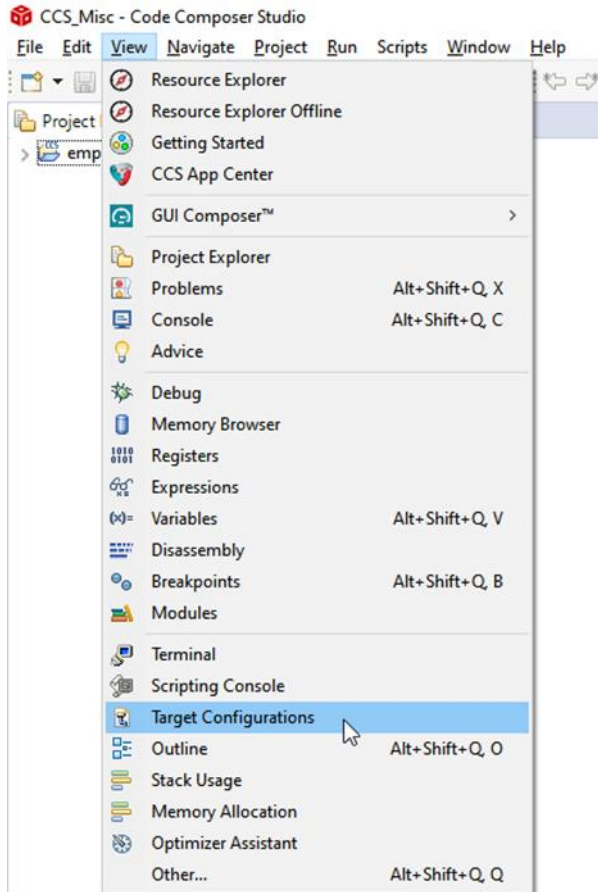 CCS_Misc - Code Composer Studio
File Edit View Navigate Project Run Scripts Window Help
Project
emp
Resource Explorer
Resource Explorer Offline
Getting Started
CCS App Center
GUI Composer™
Project Explorer
Problems Alt+Shift+Q, X
Console Alt+Shift+Q, C
Advice
Debug
Memory Browser
Registers
Expressions
(x)= Variables Alt+Shift+Q, V
Disassembly
Breakpoints Alt+Shift+Q, B
Modules
Terminal
Scripting Console
Target Configurations
Outline Alt+Shift+Q, O
Stack Usage
Memory Allocation
Optimizer Assistant
Other... Alt+Shift+Q, Q